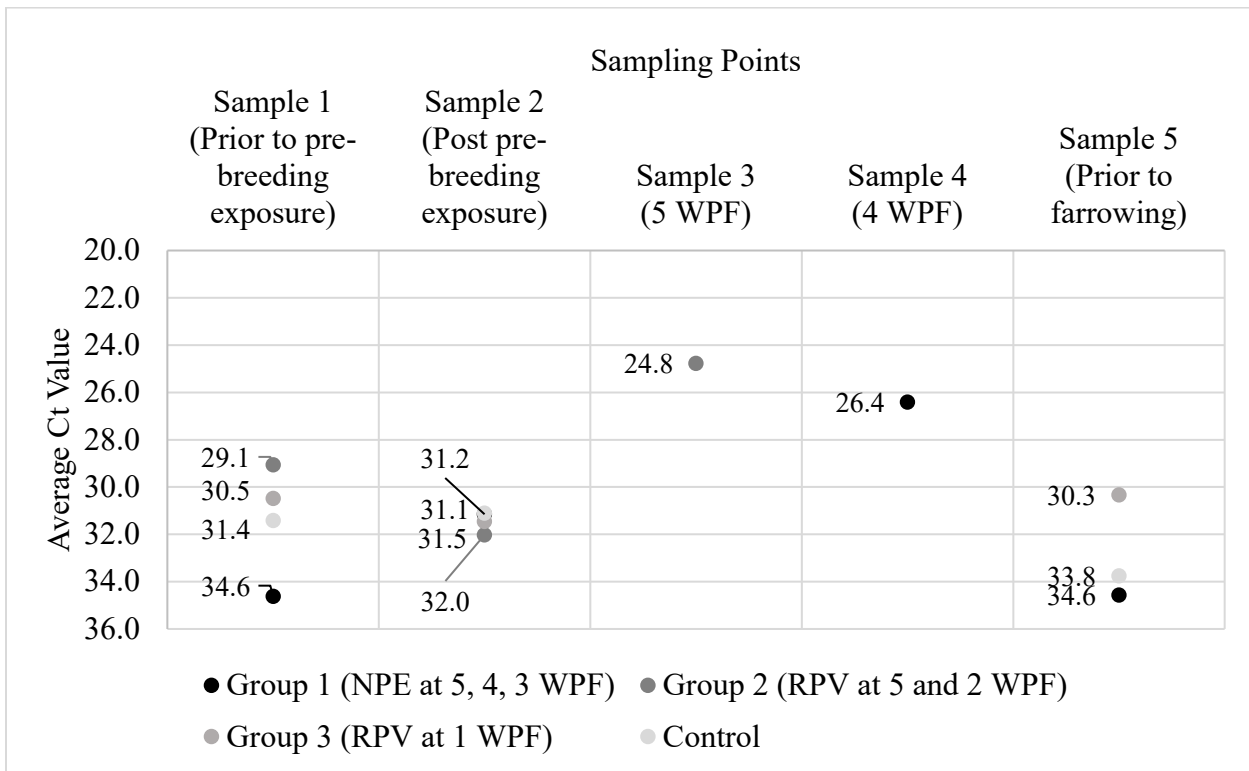 Sampling Points
Sample 1
(Prior to pre-
breeding
exposure)
Sample 2
(Post pre-
breeding
exposure)
Sample 3
(5 WPF)
Sample 4
(4 WPF)
Sample 5
(Prior to
farrowing)
Average Ct Value
20.0
22.0
24.0
26.0
28.0
30.0
32.0
34.0
36.0
29.1
30.5
31.4
34.6
31.2
31.1
31.5
32.0
24.8
26.4
30.3
33.8
34.6
Group 1 (NPE at 5, 4, 3 WPF)
Group 2 (RPV at 5 and 2 WPF)
Group 3 (RPV at 1 WPF)
Control